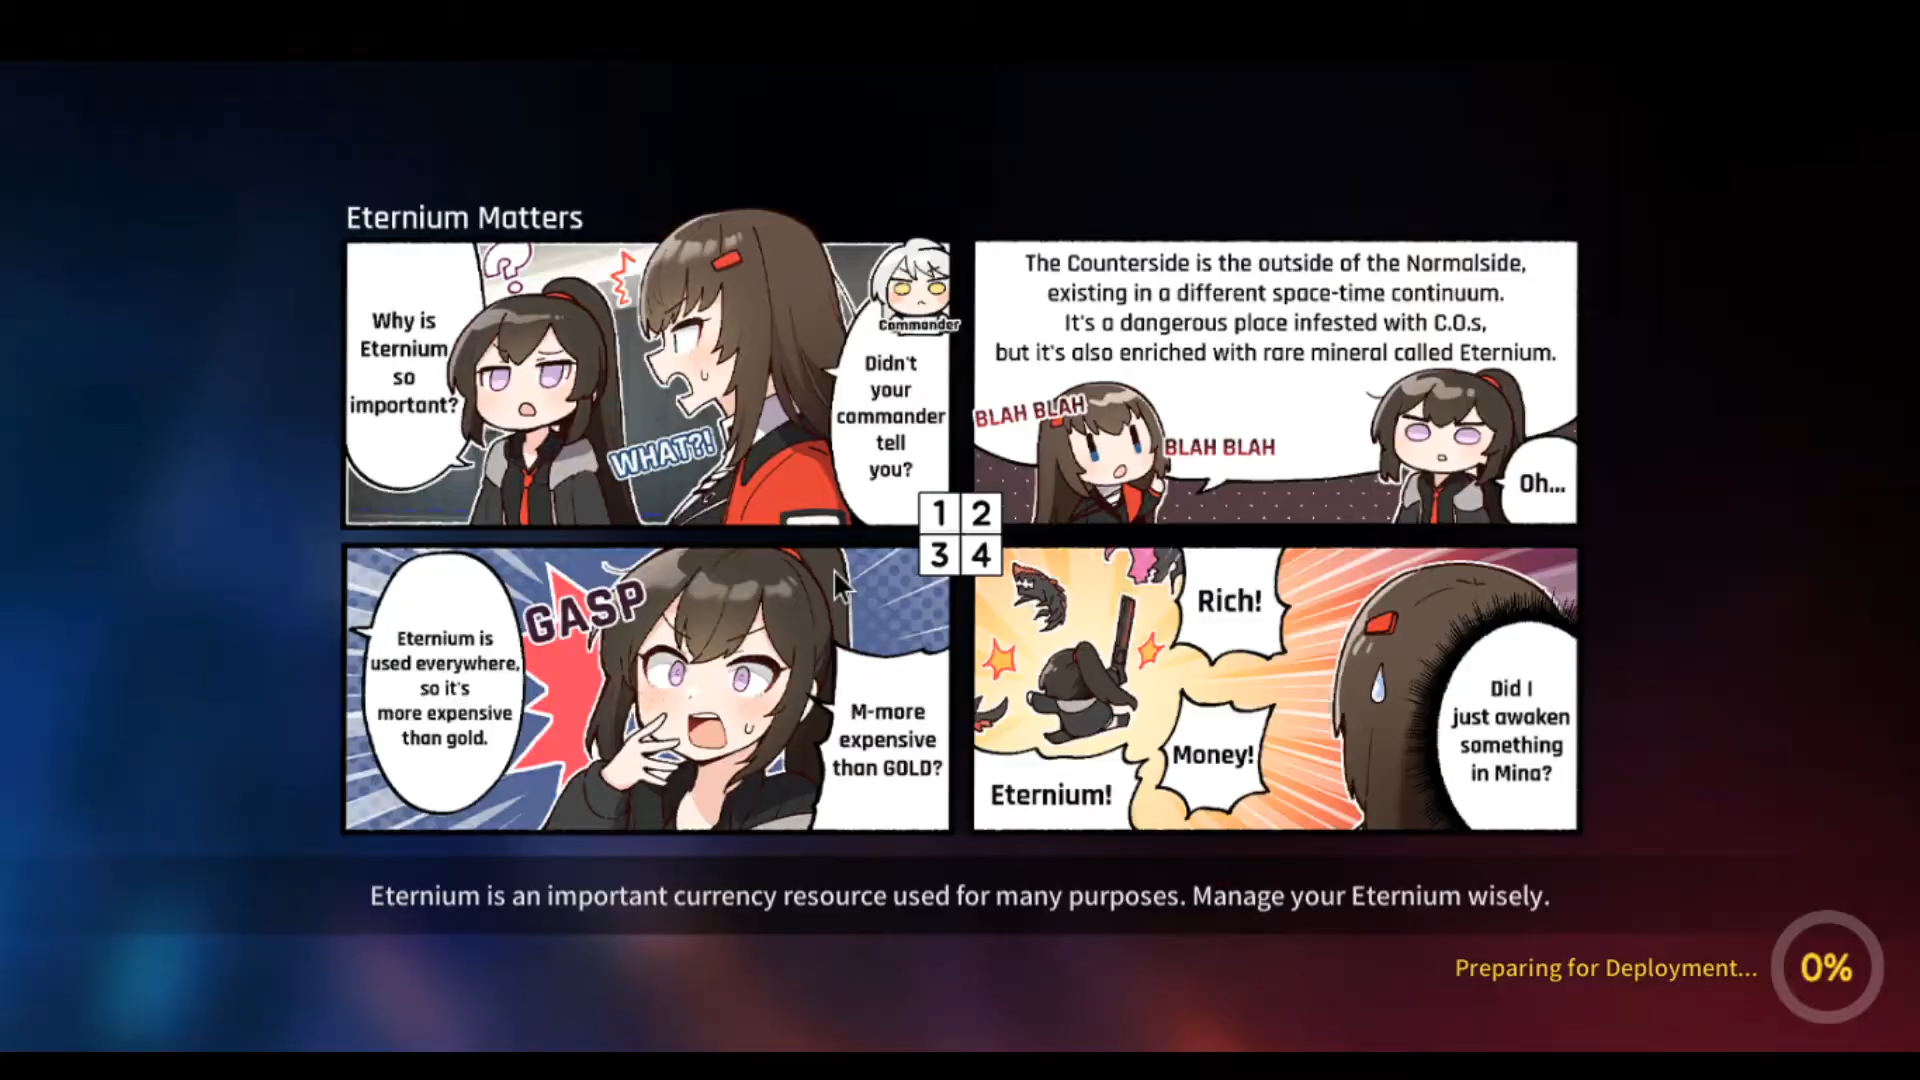 Eternium Matters
Why is
Eternium
so
important?
?
WHAT?!
Commander
Didn't
your
commander
tell
you?
The Counterside is the outside of the Normalside,
existing in a different space-time continuum.
It's a dangerous place infested with C.O.s,
but it's also enriched with rare mineral called Eternium.
BLAH BLAH
BLAH BLAH
Oh...
1 2
3 4
Eternium is
used everywhere,
so it's
more expensive
than gold.
GASP
M-more
expensive
than GOLD?
Rich!
Money!
Eternium!
Did I
just awaken
something
in Mina?
Eternium is an important currency resource used for many purposes. Manage your Eternium wisely.
Preparing for Deployment...
0%